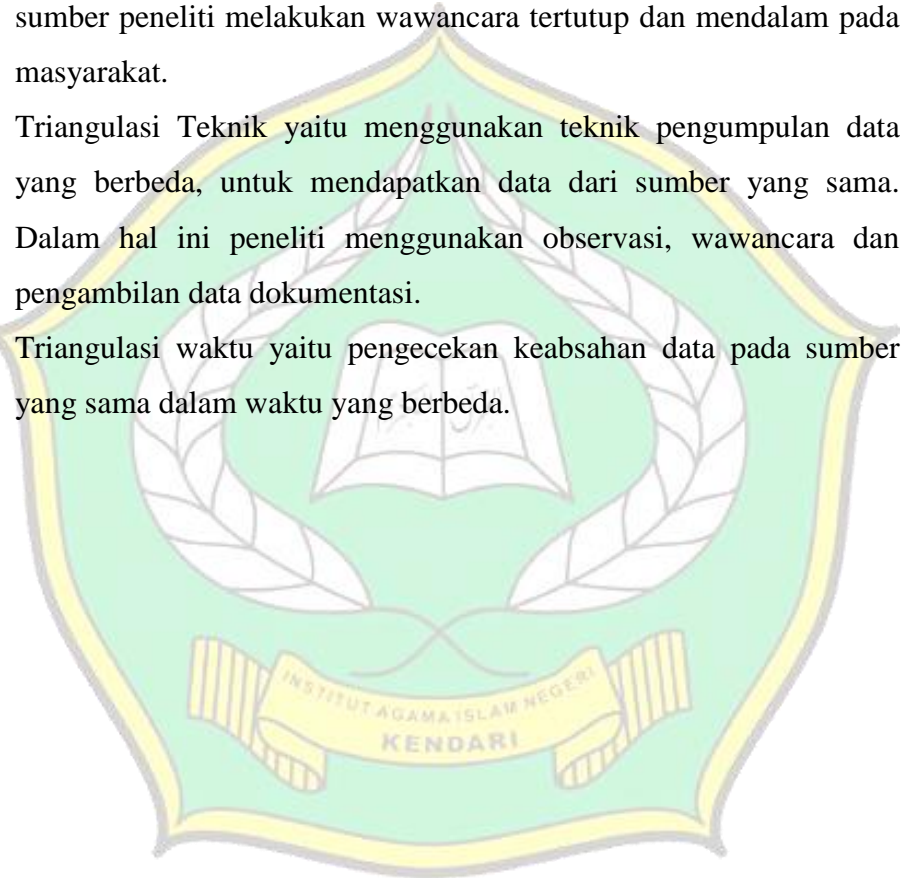 sumber peneliti melakukan wawancara tertutup dan mendalam pada
masyarakat.
Triangulasi Teknik yaitu menggunakan teknik pengumpulan data
yang berbeda, untuk mendapatkan data dari sumber yang sama.
Dalam hal ini peneliti menggunakan observasi, wawancara dan
pengambilan data dokumentasi.
Triangulasi waktu yaitu pengecekan keabsahan data pada sumber
yang sama dalam waktu yang berbeda.
INSTITUT AGAMA ISLAM NEGERI
KENDARI